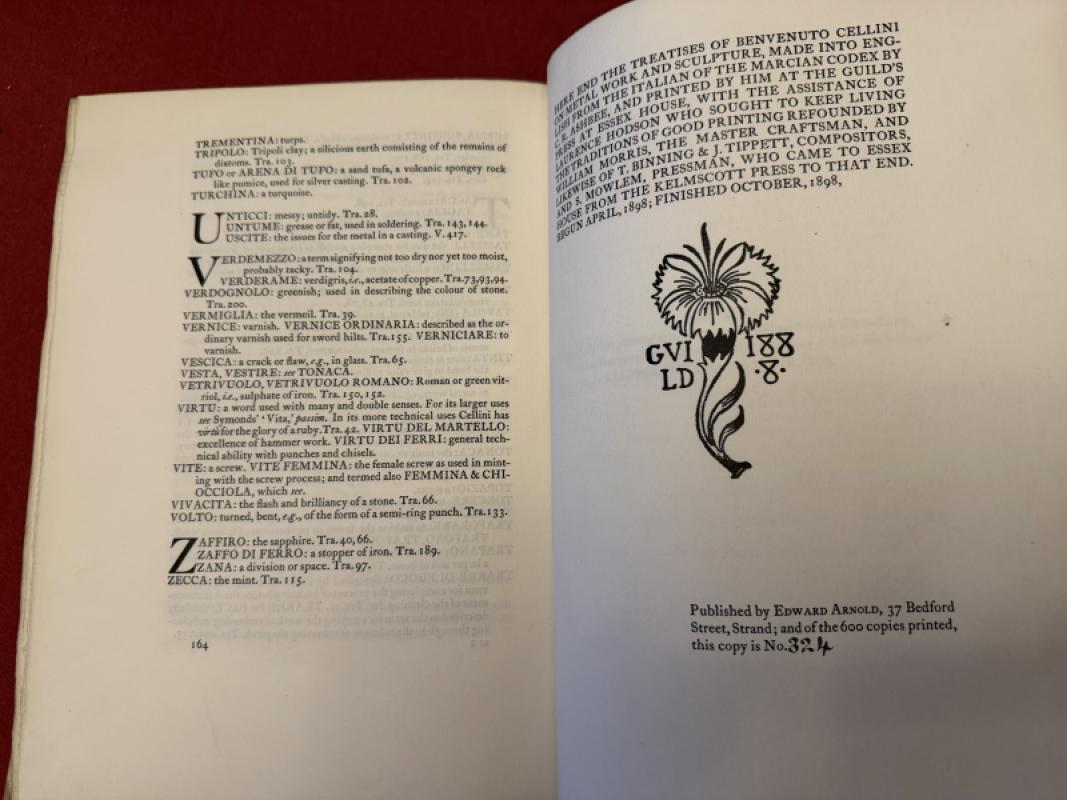 TREMENTINA: turps.
TRIPOLO: Tripoli clay; a silicious earth consisting of the remains of
diatoms. Tra. 103.
TUFO or ARENA DI TUFO: a sand tufa, a volcanic spongey rock
like pumice, used for silver casting. Tra. 102.
TURCHINA: a turquoise.
UNTICCI: messy; untidy. Tra. 28.
UNTUME: grease or fat, used in soldering. Tra. 143, 144.
USCITE: the issues for the metal in a casting. V. 417.
VERDEMEZZO: a term signifying not too dry nor yet too moist,
probably tacky. Tra. 104.
VERDERAME: verdigris, i.e., acetate of copper. Tra. 73, 93, 94.
VERDOGNOLO: greenish; used in describing the colour of stone.
Tra. 200.
VERMIGLIA: the vermeil. Tra. 39.
VERNICE: varnish. VERNICE ORDINARIA: described as the or-
dinary varnish used for sword hilts. Tra. 155. VERNICIARE: to
varnish.
VESCICA: a crack or flaw, e.g., in glass. Tra. 65.
VESTA, VESTIRE: see TONACA.
VETRIVUOLO, VETRIVUOLO ROMANO: Roman or green vit-
riol, i.e., sulphate of iron. Tra. 150, 152.
VIRTU: a word used with many and double senses. For its larger uses
see Symonds' 'Vita,' passim. In its more technical uses Cellini has
virtù for the glory of a ruby. Tra. 42. VIRTU DEL MARTELLO:
excellence of hammer work. VIRTU DEI FERRI: general tech-
nical ability with punches and chisels.
VITE: a screw. VITE FEMMINA: the female screw as used in mint-
ing with the screw process; and termed also FEMMINA & CHI-
OCCIOLA, which see.
VIVACITA: the flash and brilliancy of a stone. Tra. 66.
VOLTO: turned, bent, e.g., of the form of a semi-ring punch. Tra. 133.
ZAFFIRO: the sapphire. Tra. 40, 66.
ZAFFO DI FERRO: a stopper of iron. Tra. 189.
ZANA: a division or space. Tra. 97.
ZECCA: the mint. Tra. 115.
164
HERE END THE TREATISES OF BENVENUTO CELLINI
ON METAL WORK AND SCULPTURE, MADE INTO ENG-
LISH FROM THE ITALIAN OF THE MARCIAN CODEX BY
C. R. ASHBEE, AND PRINTED BY HIM AT THE GUILD'S
PRESS AT ESSEX HOUSE, WITH THE ASSISTANCE OF
LAURENCE HODSON WHO SOUGHT TO KEEP LIVING
THE TRADITIONS OF GOOD PRINTING REFOUNDED BY
WILLIAM MORRIS, THE MASTER CRAFTSMAN, AND
LIKEWISE OF T. BINNING & J. TIPPETT, COMPOSITORS,
AND S. MOWLEM, PRESSMAN, WHO CAME TO ESSEX
HOUSE FROM THE KELMSCOTT PRESS TO THAT END.
BEGUN APRIL, 1898; FINISHED OCTOBER, 1898,
GVI 188
LD ·8·
Published by EDWARD ARNOLD, 37 Bedford
Street, Strand; and of the 600 copies printed,
this copy is No. 324